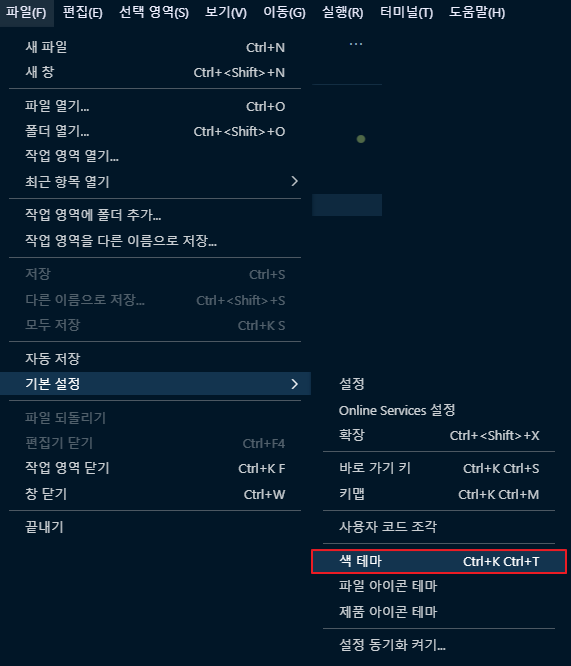 파일(F) 편집(E) 선택 영역(S) 보기(V) 이동(G) 실행(R) 터미널(T) 도움말(H)
새 파일 Ctrl+N
새 창 Ctrl+<Shift>+N
파일 열기... Ctrl+O
폴더 열기... Ctrl+<Shift>+O
작업 영역 열기...
최근 항목 열기
작업 영역에 폴더 추가...
작업 영역을 다른 이름으로 저장...
저장 Ctrl+S
다른 이름으로 저장... Ctrl+<Shift>+S
모두 저장 Ctrl+K S
자동 저장
기본 설정
파일 되돌리기
편집기 닫기 Ctrl+F4
작업 영역 닫기 Ctrl+K F
창 닫기 Ctrl+W
끝내기
설정
Online Services 설정
확장 Ctrl+<Shift>+X
바로 가기 키 Ctrl+K Ctrl+S
키맵 Ctrl+K Ctrl+M
사용자 코드 조각
색 테마 Ctrl+K Ctrl+T
파일 아이콘 테마
제품 아이콘 테마
설정 동기화 켜기...